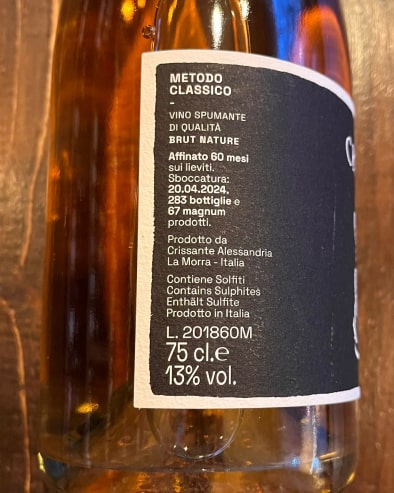 METODO
CLASSICO
-
VINO SPUMANTE
DI QUALITÀ
BRUT NATURE
Affinato 60 mesi
sui lieviti.
Sboccatura:
20.04.2024,
283 bottiglie e
67 magnum
prodotti.
Prodotto da
Crissante Alessandria
La Morra - Italia
Contiene Solfiti
Contains Sulphites
Enthält Sulfite
Prodotto in Italia
L. 201860M
75 cl.e
13% vol.